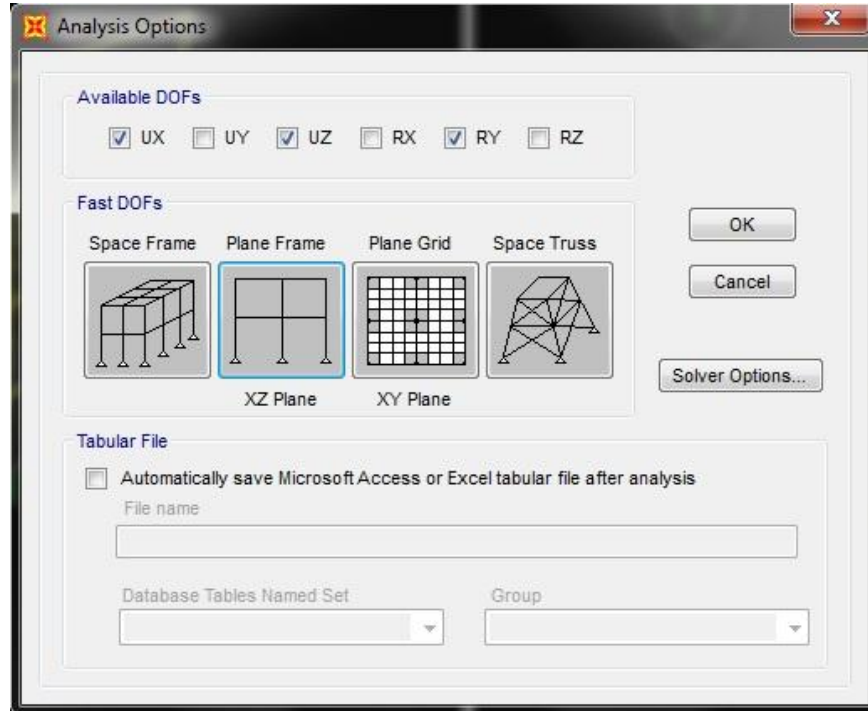 Analysis Options
Available DOFs
UX UY UZ RX RY RZ
Fast DOFs
Space Frame Plane Frame Plane Grid Space Truss
XZ Plane XY Plane
OK
Cancel
Solver Options...
Tabular File
Automatically save Microsoft Access or Excel tabular file after analysis
File name
Database Tables Named Set Group